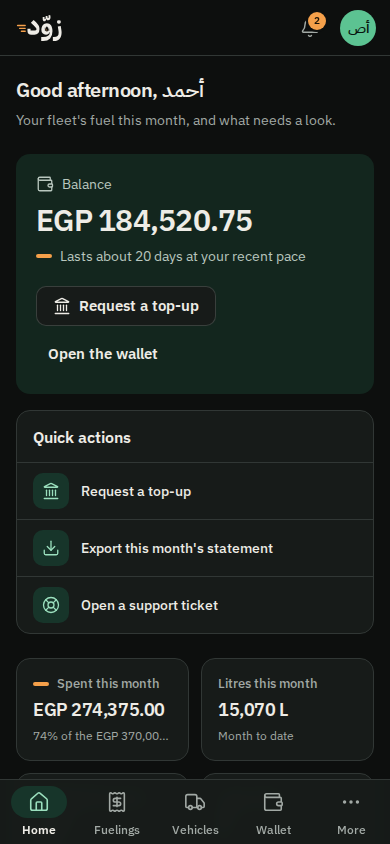 زوّد
2
أص
Good afternoon, أحمد
Your fleet's fuel this month, and what needs a look.
Balance
EGP 184,520.75
Lasts about 20 days at your recent pace
Request a top-up
Open the wallet
Quick actions
Request a top-up
Export this month's statement
Open a support ticket
Spent this month
EGP 274,375.00
74% of the EGP 370,00...
Litres this month
15,070 L
Month to date
Home
Fuelings
Vehicles
Wallet
More